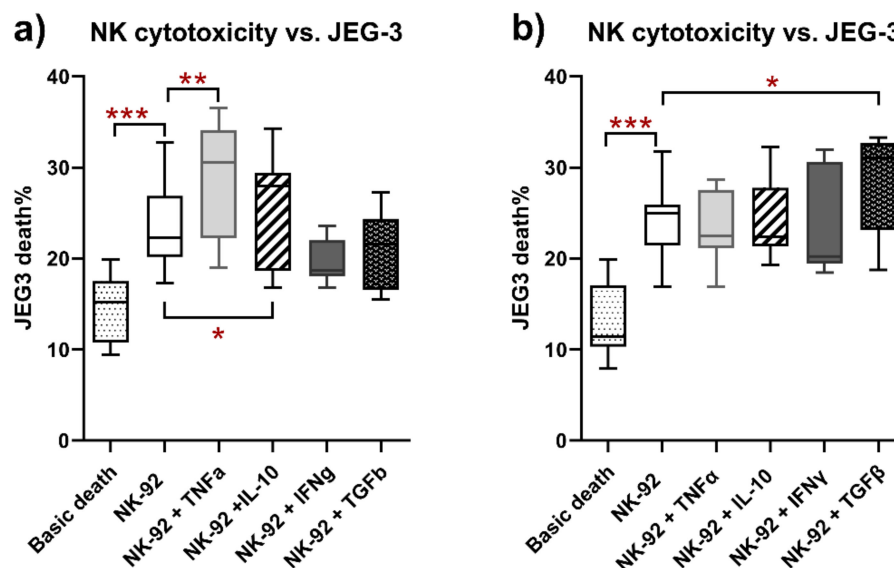 a) NK cytotoxicity vs. JEG-3
***
**
*
JEG3 death%
40
30
20
10
0
Basic death
NK-92
NK-92 + TNFa
NK-92 +IL-10
NK-92 + IFNg
NK-92 + TGFb
b) NK cytotoxicity vs. JEG-3
***
*
JEG3 death%
40
30
20
10
0
Basic death
NK-92
NK-92 + TNFα
NK-92 + IL-10
NK-92 + IFNγ
NK-92 + TGFβ